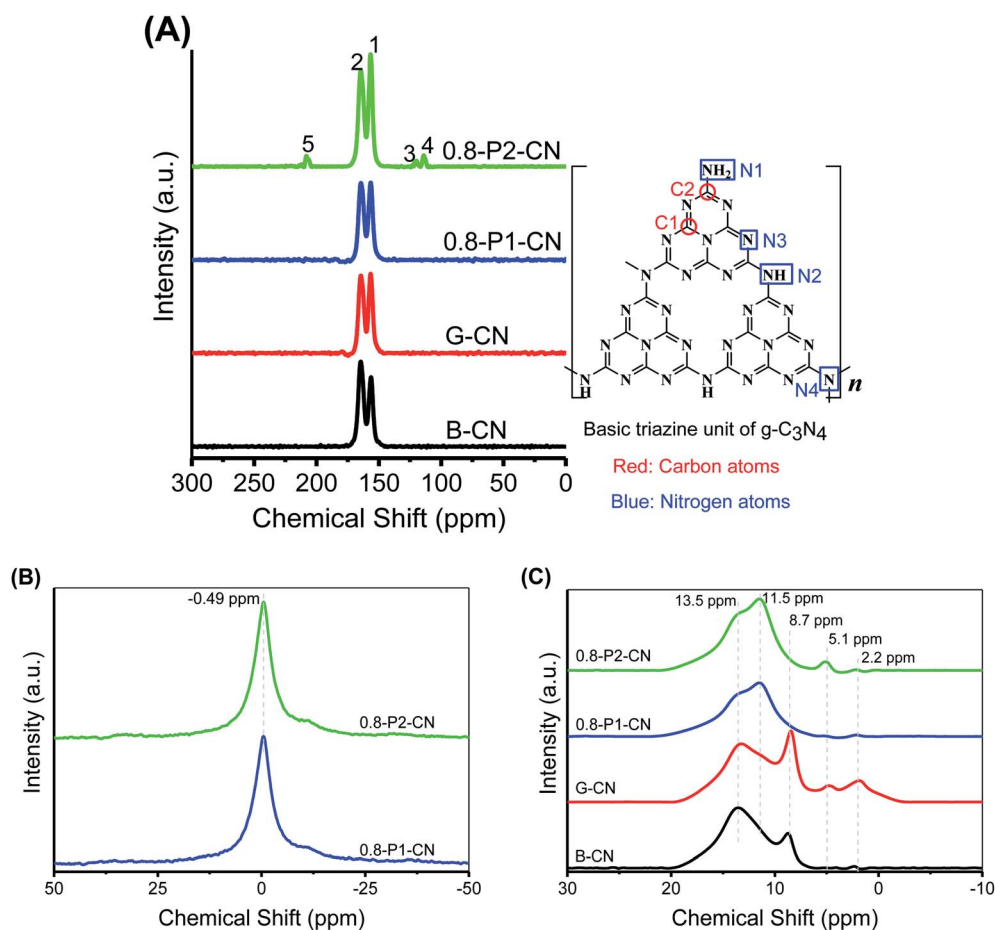 (A)
Intensity (a.u.)
2 1
5 3 4
0.8-P2-CN
0.8-P1-CN
G-CN
B-CN
300 250 200 150 100 50 0
Chemical Shift (ppm)
NH₂ N1
C2
N N
C1
N N N N3
N N N NH N2
N N N N
N N N N N N
N N N N N N N4 N n
N
H
N
H
Basic triazine unit of g-C₃N₄
Red: Carbon atoms
Blue: Nitrogen atoms
(B)
Intensity (a.u.)
-0.49 ppm
0.8-P2-CN
0.8-P1-CN
50 25 0 -25 -50
Chemical Shift (ppm)
(C)
Intensity (a.u.)
13.5 ppm
11.5 ppm
8.7 ppm
5.1 ppm
2.2 ppm
0.8-P2-CN
0.8-P1-CN
G-CN
B-CN
30 20 10 0 -10
Chemical Shift (ppm)